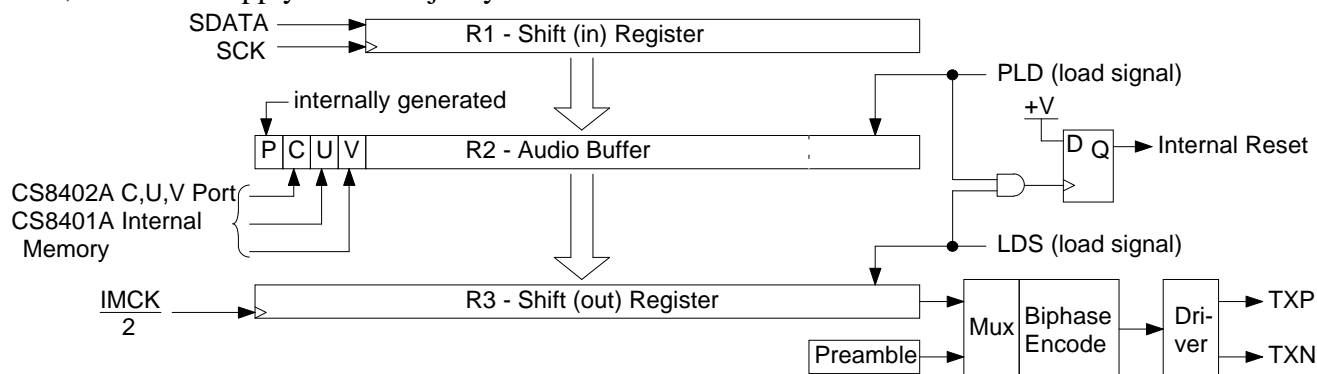 SDATA
SCK
R1 - Shift (in) Register
PLD (load signal)
internally generated
+V
D Q
Internal Reset
P C U V
R2 - Audio Buffer
CS8402A C,U,V Port
CS8401A Internal
Memory
LDS (load signal)
IMCK
2
R3 - Shift (out) Register
Mux
Biphase
Encode
Dri-
ver
TXP
TXN
Preamble